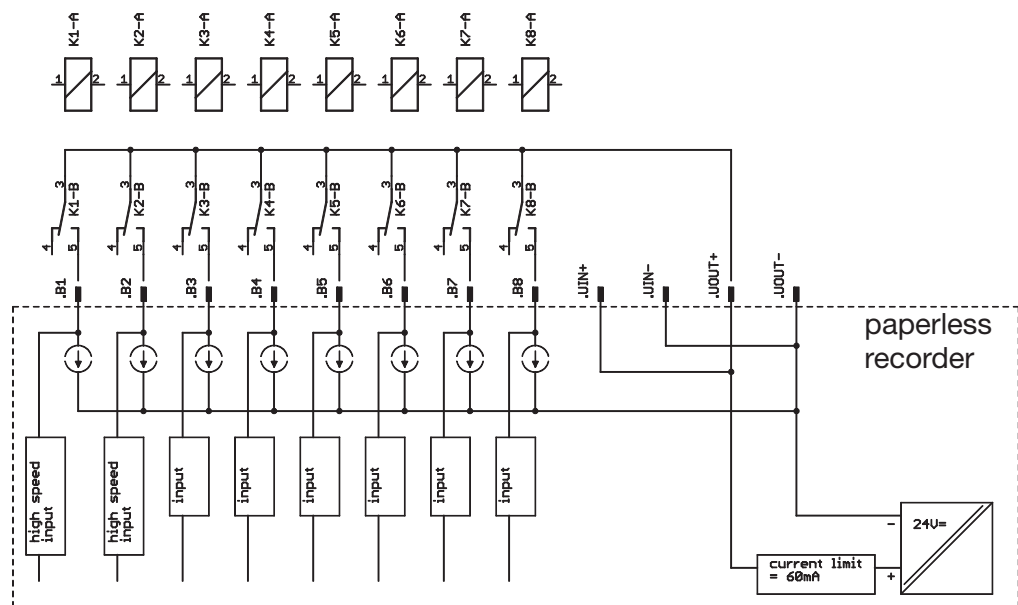 K1-A
K2-A
K3-A
K4-A
K5-A
K6-A
K7-A
K8-A
1 2
1 2
1 2
1 2
1 2
1 2
1 2
1 2
3
3
3
3
3
3
3
3
K1-B
K2-B
K3-B
K4-B
K5-B
K6-B
K7-B
K8-B
4 5
4 5
4 5
4 5
4 5
4 5
4 5
4 5
.B1
.B2
.B3
.B4
.B5
.B6
.B7
.B8
.UIN+
.UIN-
.UOUT+
.UOUT-
paperless
recorder
high speed
input
high speed
input
input
input
input
input
input
input
24V=
-
+
current limit
= 60mA